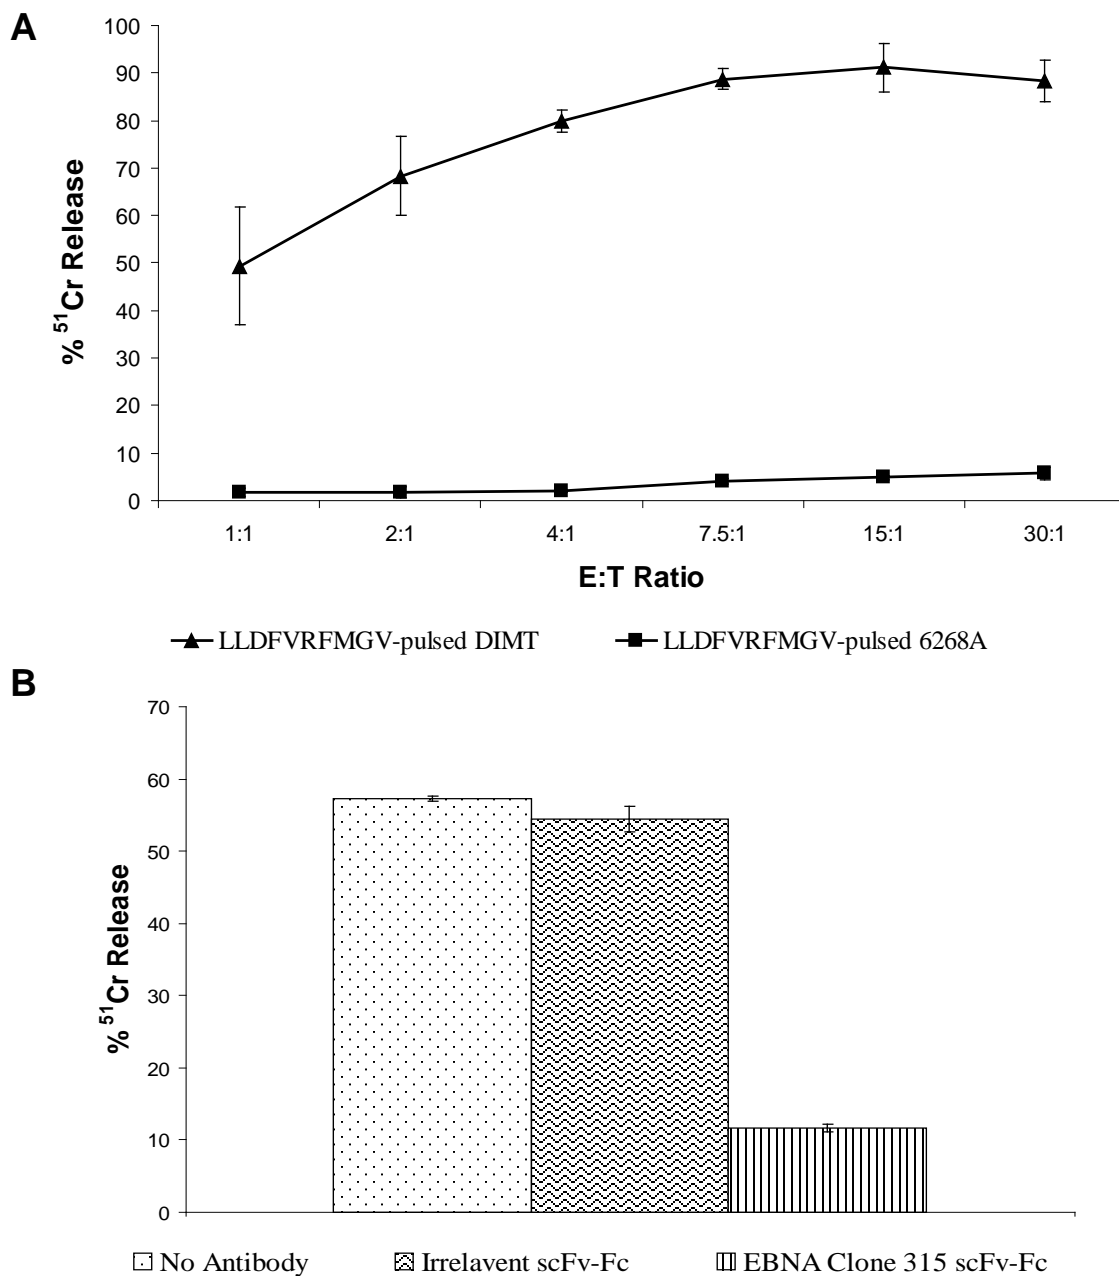 A
100
90
80
70
60
50
40
30
20
10
0
% ⁵¹Cr Release
1:1 2:1 4:1 7.5:1 15:1 30:1
E:T Ratio
LLDFVRFMGV-pulsed DIMT LLDFVRFMGV-pulsed 6268A
B
70
60
50
40
30
20
10
0
% ⁵¹Cr Release
No Antibody Irrelavent scFv-Fc EBNA Clone 315 scFv-Fc